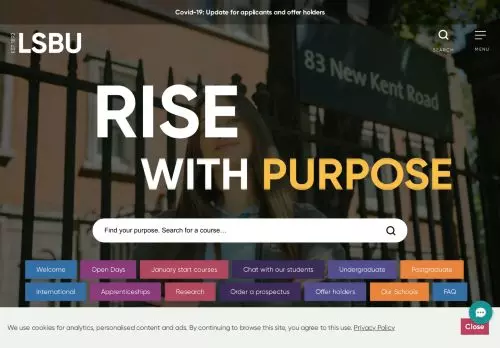 Covid-19: Update for applicants and offer holders
EST 1892
LSBU
SEARCH
MENU
83 New Kent Road
RISE
WITH PURPOSE
Find your purpose. Search for a course...
Welcome
Open Days
January start courses
Chat with our students
Undergraduate
Postgraduate
International
Apprenticeships
Research
Order a prospectus
Offer holders
Our Schools
FAQ
We use cookies for analytics, personalised content and ads. By continuing to browse this site, you agree to this use. Privacy Policy
Close